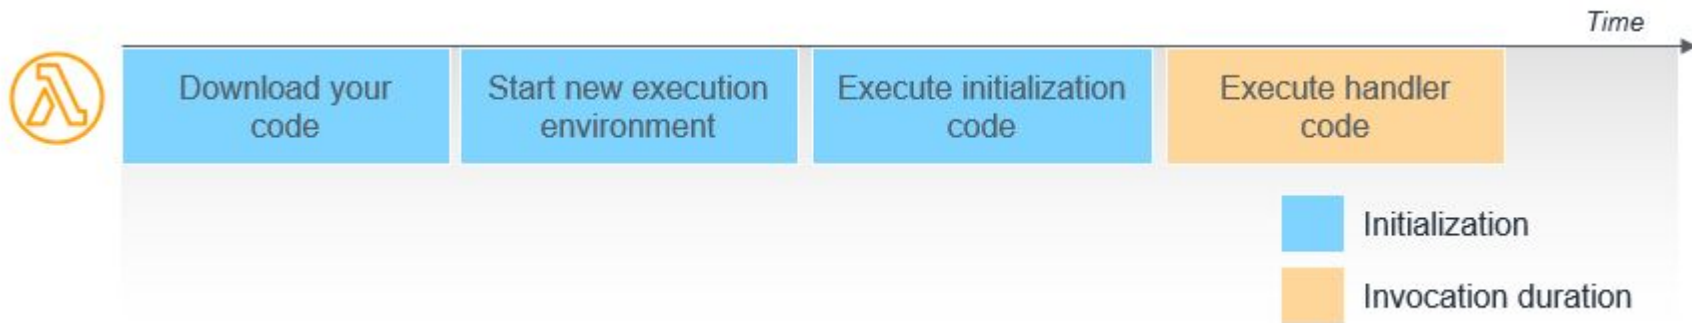 Time
Download your
code
Start new execution
environment
Execute initialization
code
Execute handler
code
Initialization
Invocation duration